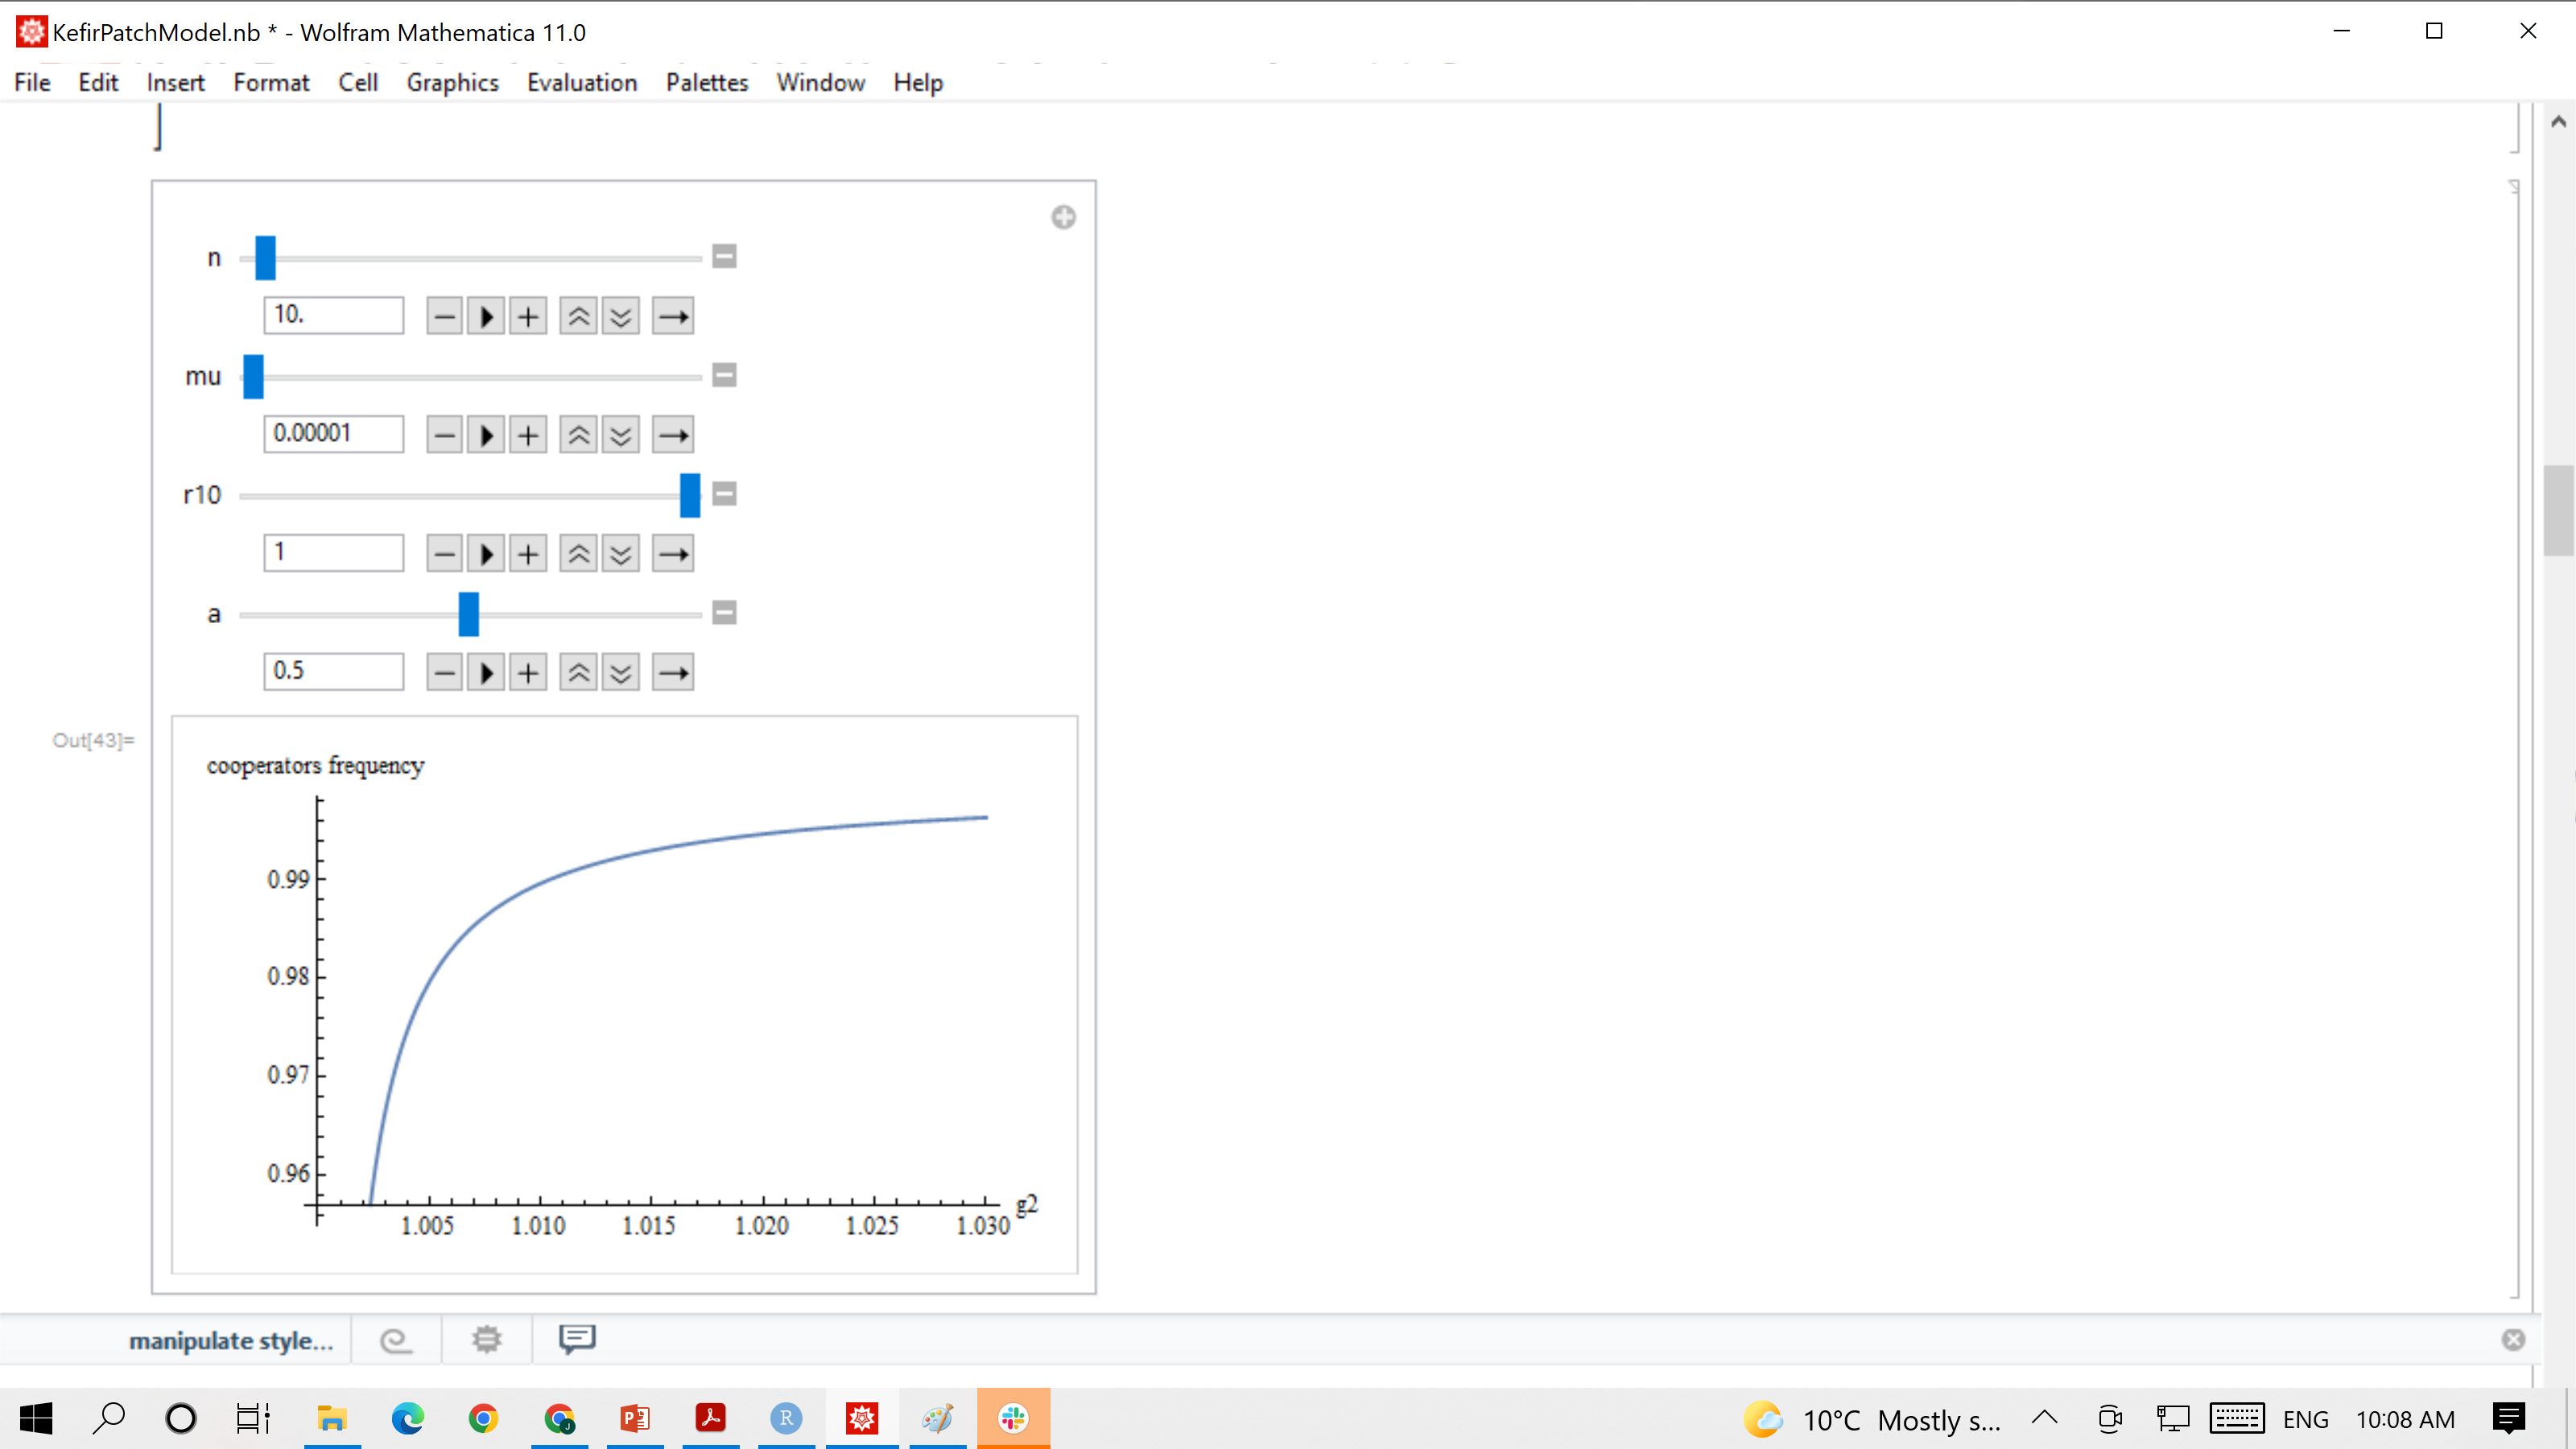 KefirPatchModel.nb * - Wolfram Mathematica 11.0
File Edit Insert Format Cell Graphics Evaluation Palettes Window Help
]
n
10.
mu
0.00001
r10
1
a
0.5
Out[43]=
cooperators frequency
0.99
0.98
0.97
0.96
1.005 1.010 1.015 1.020 1.025 1.030
g2
manipulate style...
10°C Mostly s... ENG 10:08 AM